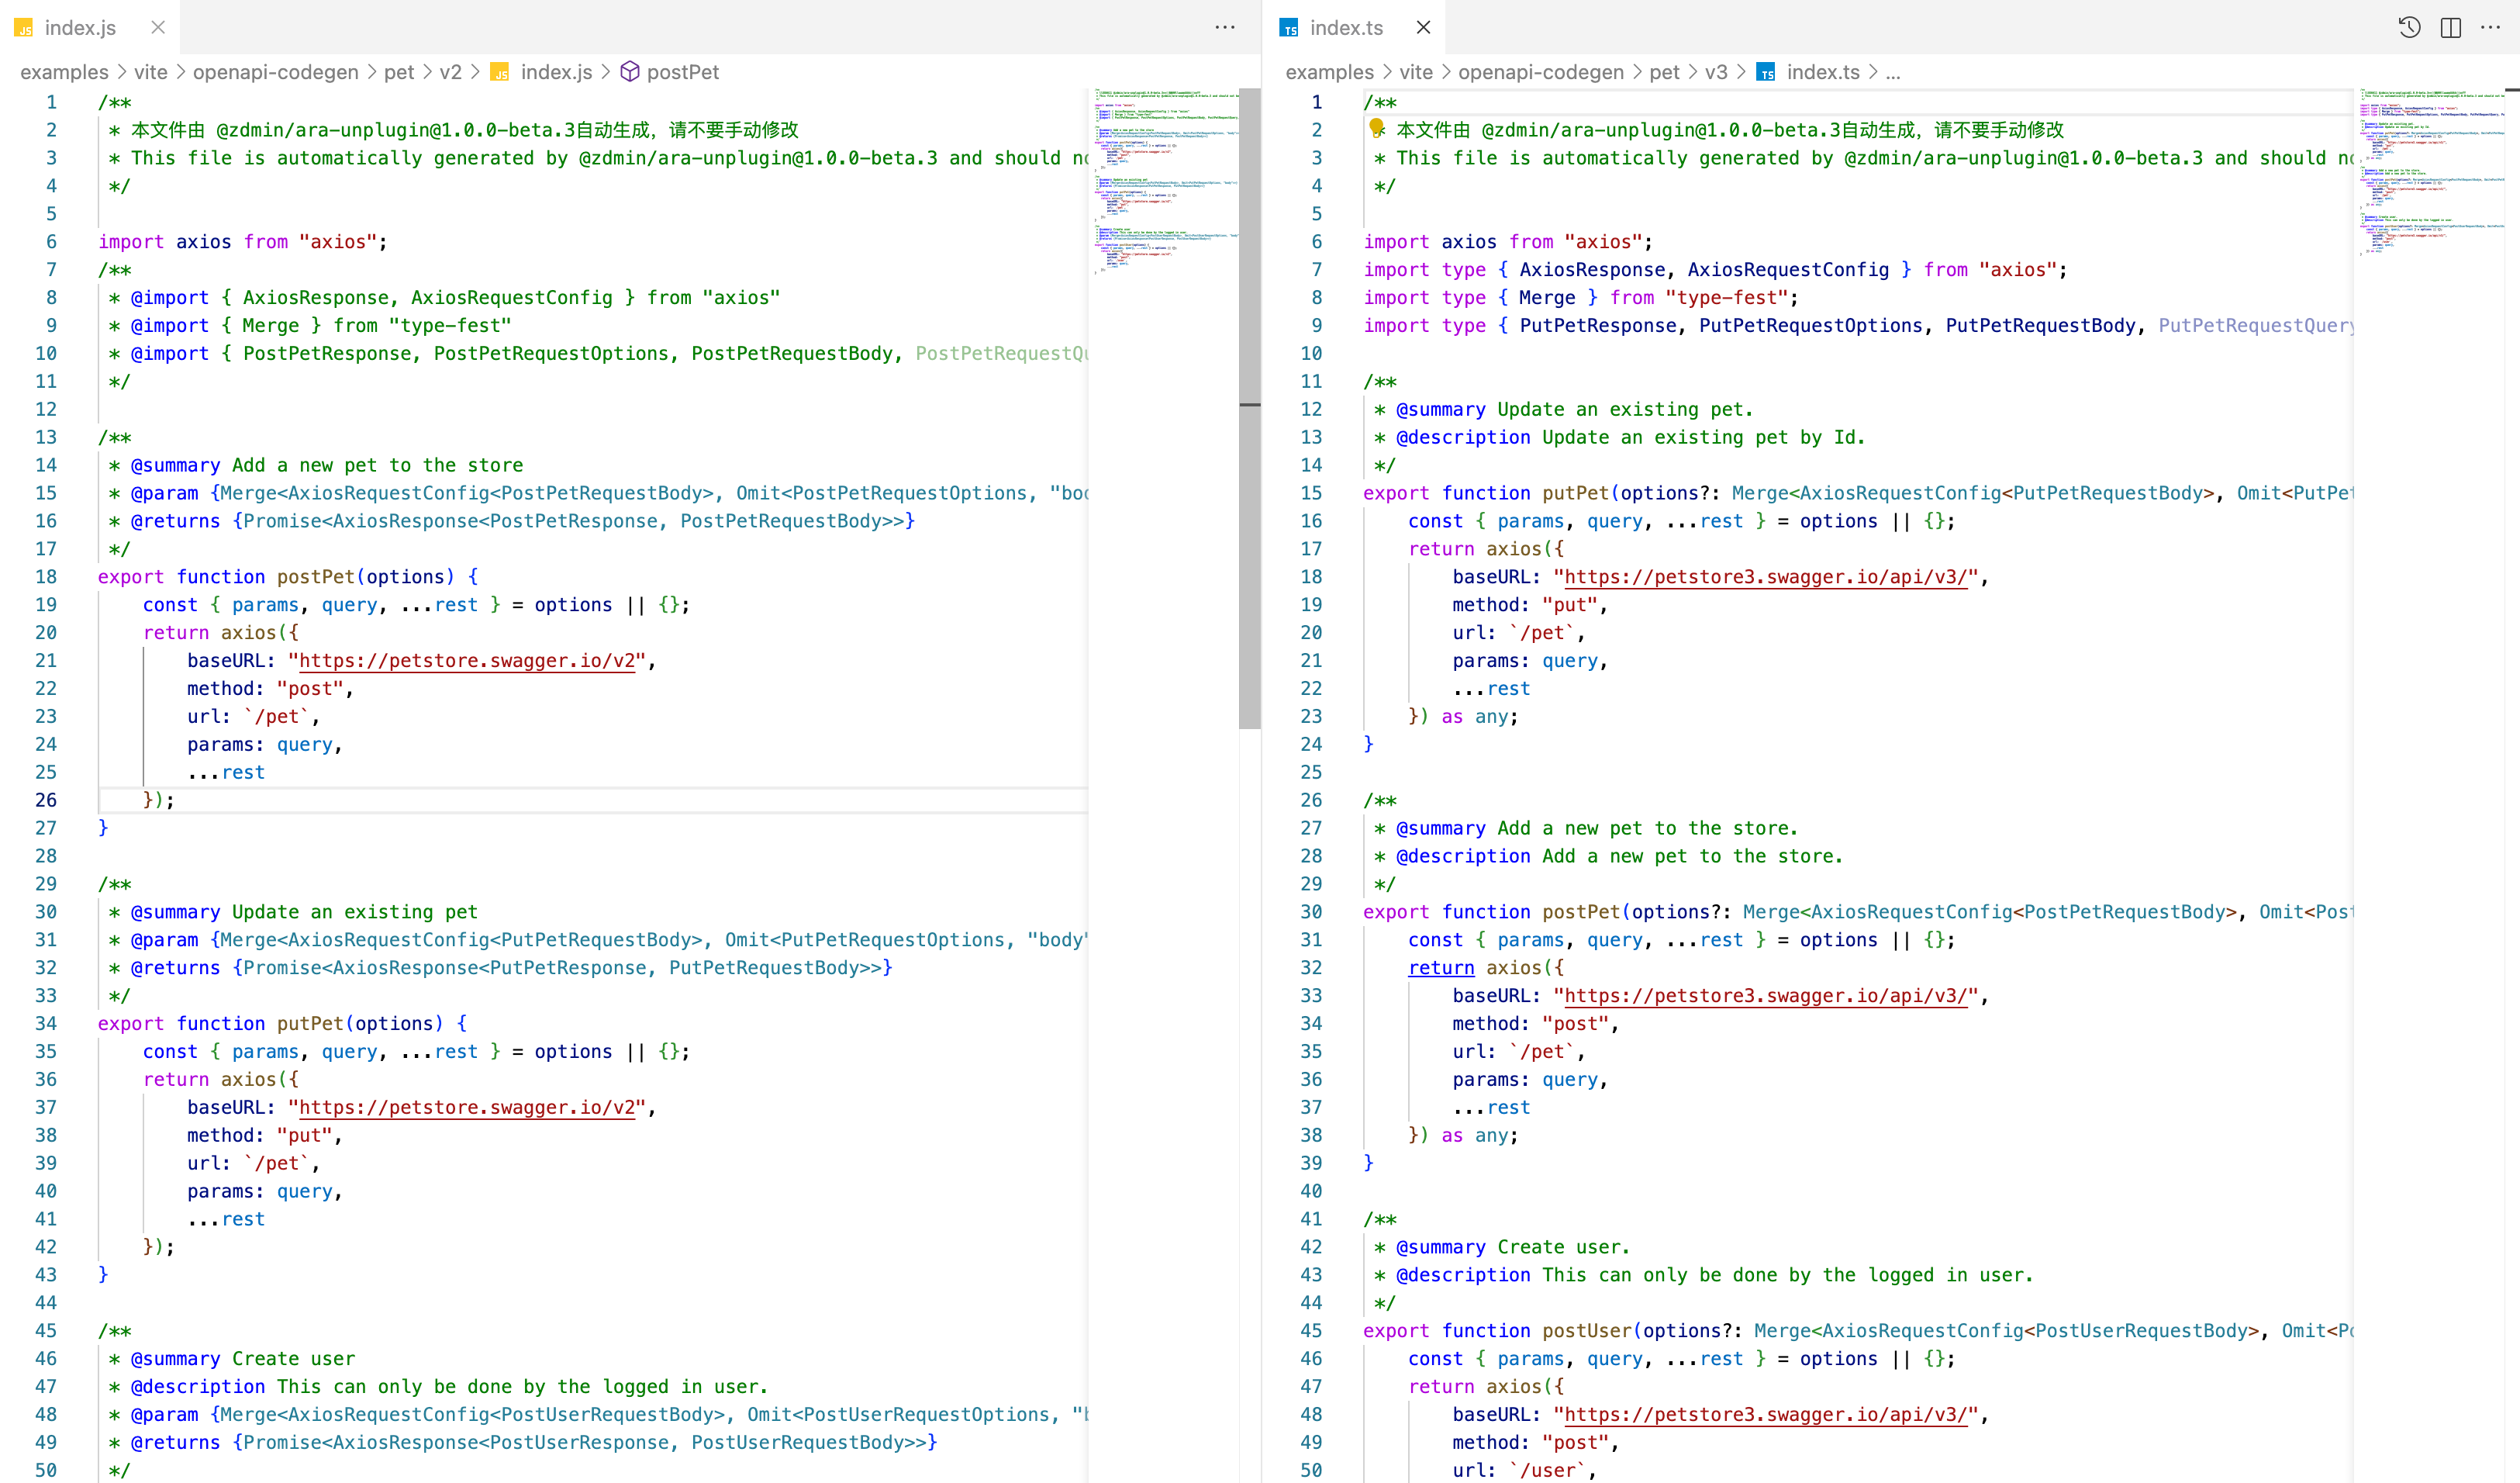 index.js
examples > vite > openapi-codegen > pet > v2 > index.js > postPet
1 /**
2 * 本文件由 @zdmin/ara-unplugin@1.0.0-beta.3自动生成，请不要手动修改
3 * This file is automatically generated by @zdmin/ara-unplugin@1.0.0-beta.3 and should
4 */
5
6 import axios from "axios";
7 /**
8 * @import { AxiosResponse, AxiosRequestConfig } from "axios"
9 * @import { Merge } from "type-fest"
10 * @import { PostPetResponse, PostPetRequestOptions, PostPetRequestBody,
11 */
12
13 /**
14 * @summary Add a new pet to the store
15 * @param {Merge<AxiosRequestConfig<PostPetRequestBody>, Omit<PostPetRequestOptions,
16 * @returns {Promise<AxiosResponse<PostPetResponse, PostPetRequestBody>>}
17 */
18 export function postPet(options) {
19 const { params, query, ...rest } = options || {};
20 return axios({
21 baseURL: "https://petstore.swagger.io/v2",
22 method: "post",
23 url: `/pet`,
24 params: query,
25 ...rest
26 });
27 }
28
29 /**
30 * @summary Update an existing pet
31 * @param {Merge<AxiosRequestConfig<PutPetRequestBody>, Omit<PutPetRequestOptions, "body"
32 * @returns {Promise<AxiosResponse<PutPetResponse, PutPetRequestBody>>}
33 */
34 export function putPet(options) {
35 const { params, query, ...rest } = options || {};
36 return axios({
37 baseURL: "https://petstore.swagger.io/v2",
38 method: "put",
39 url: `/pet`,
40 params: query,
41 ...rest
42 });
43 }
44
45 /**
46 * @summary Create user
47 * @description This can only be done by the logged in user.
48 * @param {Merge<AxiosRequestConfig<PostUserRequestBody>, Omit<PostUserRequestOptions,
49 * @returns {Promise<AxiosResponse<PostUserResponse, PostUserRequestBody>>}
50 */
index.ts
examples > vite > openapi-codegen > pet > v3 > index.ts > ...
1 /**
2 * 本文件由 @zdmin/ara-unplugin@1.0.0-beta.3自动生成，请不要手动修改
3 * This file is automatically generated by @zdmin/ara-unplugin@1.0.0-beta.3 and should
4 */
5
6 import axios from "axios";
7 import type { AxiosResponse, AxiosRequestConfig } from "axios";
8 import type { Merge } from "type-fest";
9 import type { PutPetResponse, PutPetRequestOptions, PutPetRequestBody, PutPetRequestQuery
10
11 /**
12 * @summary Update an existing pet.
13 * @description Update an existing pet by Id.
14 */
15 export function putPet(options?: Merge<AxiosRequestConfig<PutPetRequestBody>, Omit<PutPet
16 const { params, query, ...rest } = options || {};
17 return axios({
18 baseURL: "https://petstore3.swagger.io/api/v3/",
19 method: "put",
20 url: `/pet`,
21 params: query,
22 ...rest
23 }) as any;
24 }
25
26 /**
27 * @summary Add a new pet to the store.
28 * @description Add a new pet to the store.
29 */
30 export function postPet(options?: Merge<AxiosRequestConfig<PostPetRequestBody>, Omit<Post
31 const { params, query, ...rest } = options || {};
32 return axios({
33 baseURL: "https://petstore3.swagger.io/api/v3/",
34 method: "post",
35 url: `/pet`,
36 params: query,
37 ...rest
38 }) as any;
39 }
40
41 /**
42 * @summary Create user.
43 * @description This can only be done by the logged in user.
44 */
45 export function postUser(options?: Merge<AxiosRequestConfig<PostUserRequestBody>,
46 const { params, query, ...rest } = options || {};
47 return axios({
48 baseURL: "https://petstore3.swagger.io/api/v3/",
49 method: "post",
50 url: `/user`,